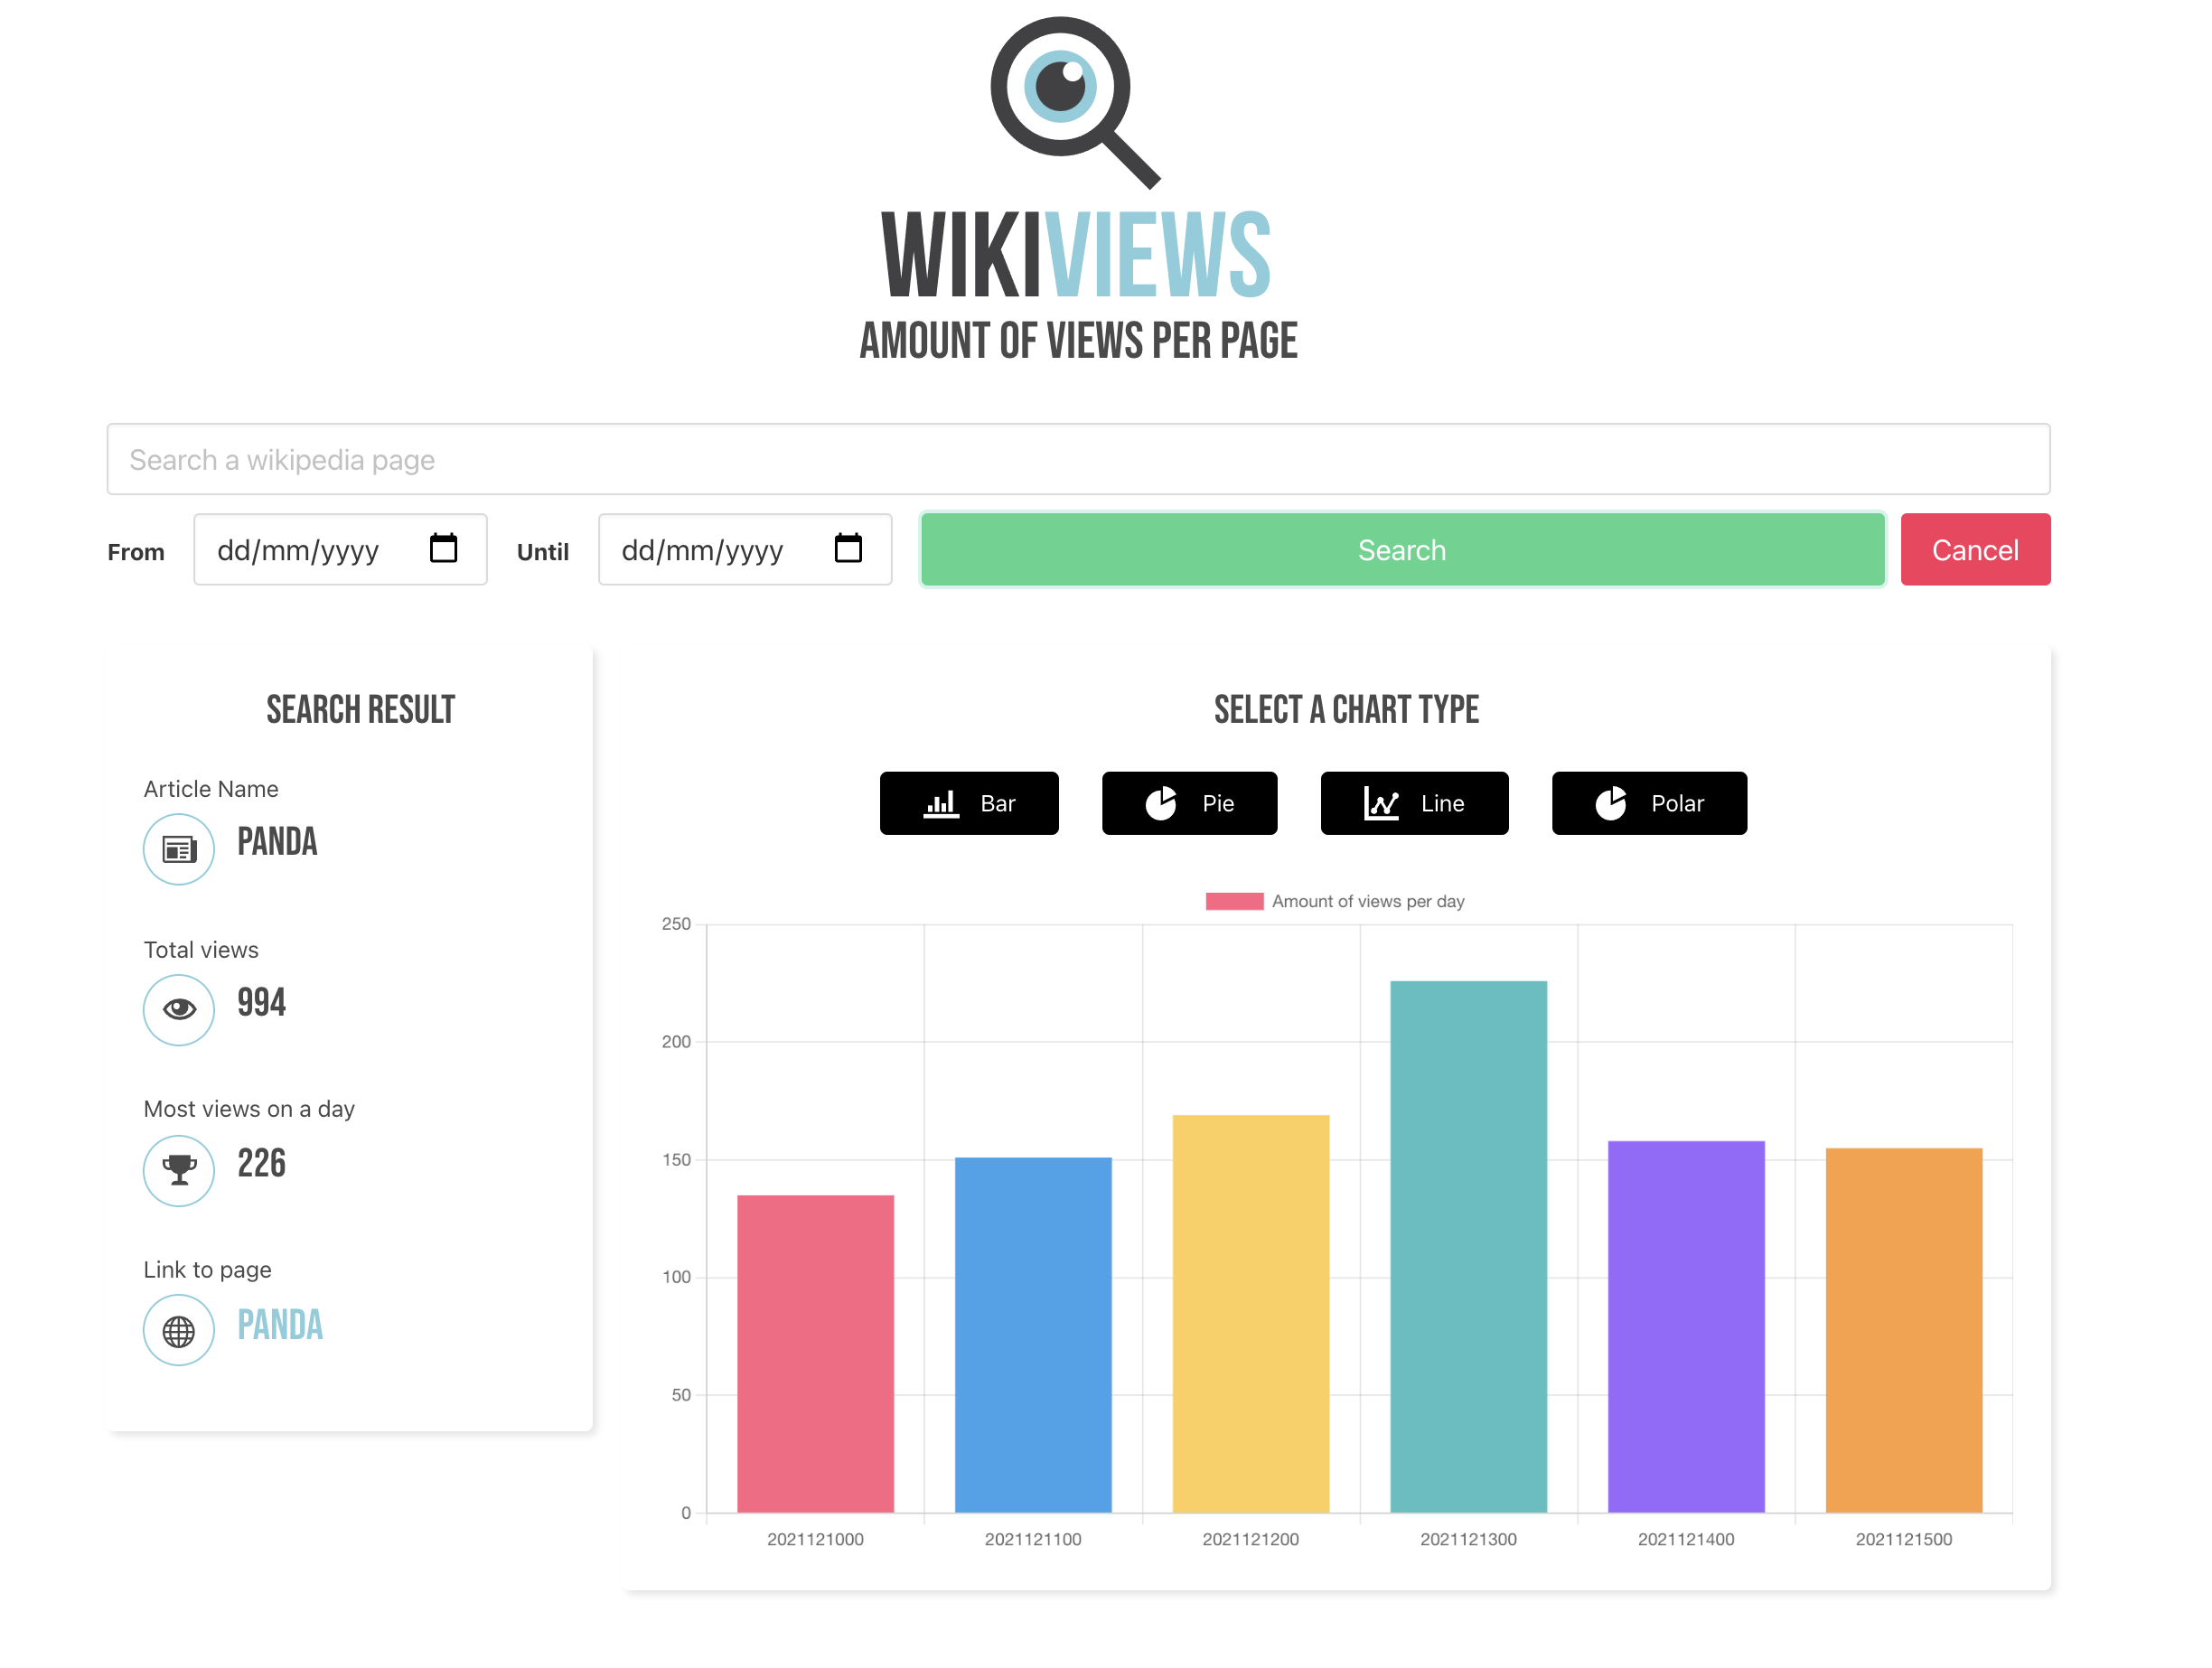 WIKIVIEWS
AMOUNT OF VIEWS PER PAGE
Search a wikipedia page
From dd/mm/yyyy Until dd/mm/yyyy Search Cancel
SEARCH RESULT
Article Name
PANDA
Total views
994
Most views on a day
226
Link to page
PANDA
SELECT A CHART TYPE
Bar Pie Line Polar
Amount of views per day
250
200
150
100
50
0
2021121000 2021121100 2021121200 2021121300 2021121400 2021121500